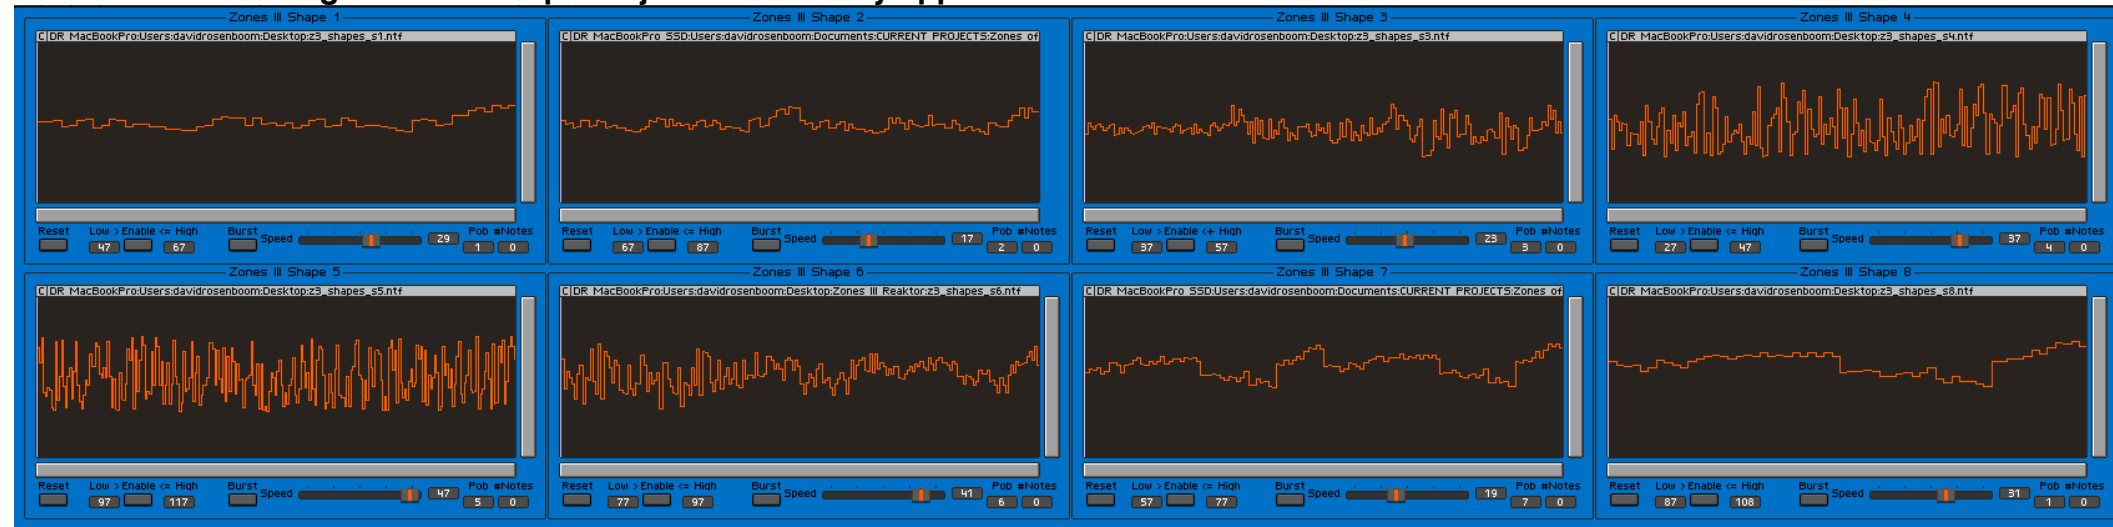 Zones III Shape 1
C|DR MacBookPro:Users:davidrosenboom:Desktop:z3_shapes_s1.ntf
Reset Low > Enable <= High Burst Speed 29 Pob #Notes
47 67 1 0
Zones III Shape 2
C|DR MacBookPro SSD:Users:davidrosenboom:Documents:CURRENT PROJECTS:Zones of
Reset Low > Enable <= High Burst Speed 17 Pob #Notes
67 87 2 0
Zones III Shape 3
C|DR MacBookPro:Users:davidrosenboom:Desktop:z3_shapes_s3.ntf
Reset Low > Enable <+ High Burst Speed 23 Pob #Notes
37 57 3 0
Zones III Shape 4
C|DR MacBookPro:Users:davidrosenboom:Desktop:z3_shapes_s4.ntf
Reset Low > Enable <= High Burst Speed 37 Pob #Notes
27 47 4 0
Zones III Shape 5
C|DR MacBookPro:Users:davidrosenboom:Desktop:z3_shapes_s5.ntf
Reset Low > Enable <= High Burst Speed 47 Pob #Notes
97 117 5 0
Zones III Shape 6
C|DR MacBookPro:Users:davidrosenboom:Desktop:Zones III Reaktor:z3_shapes_s6.ntf
Reset Low > Enable <= High Burst Speed 41 Pob #Notes
77 97 6 0
Zones III Shape 7
C|DR MacBookPro SSD:Users:davidrosenboom:Documents:CURRENT PROJECTS:Zones of
Reset Low > Enable <= High Burst Speed 19 Pob #Notes
57 77 7 0
Zones III Shape 8
C|DR MacBookPro:Users:davidrosenboom:Desktop:z3_shapes_s8.ntf
Reset Low > Enable <= High Burst Speed 31 Pob #Notes
87 108 1 0